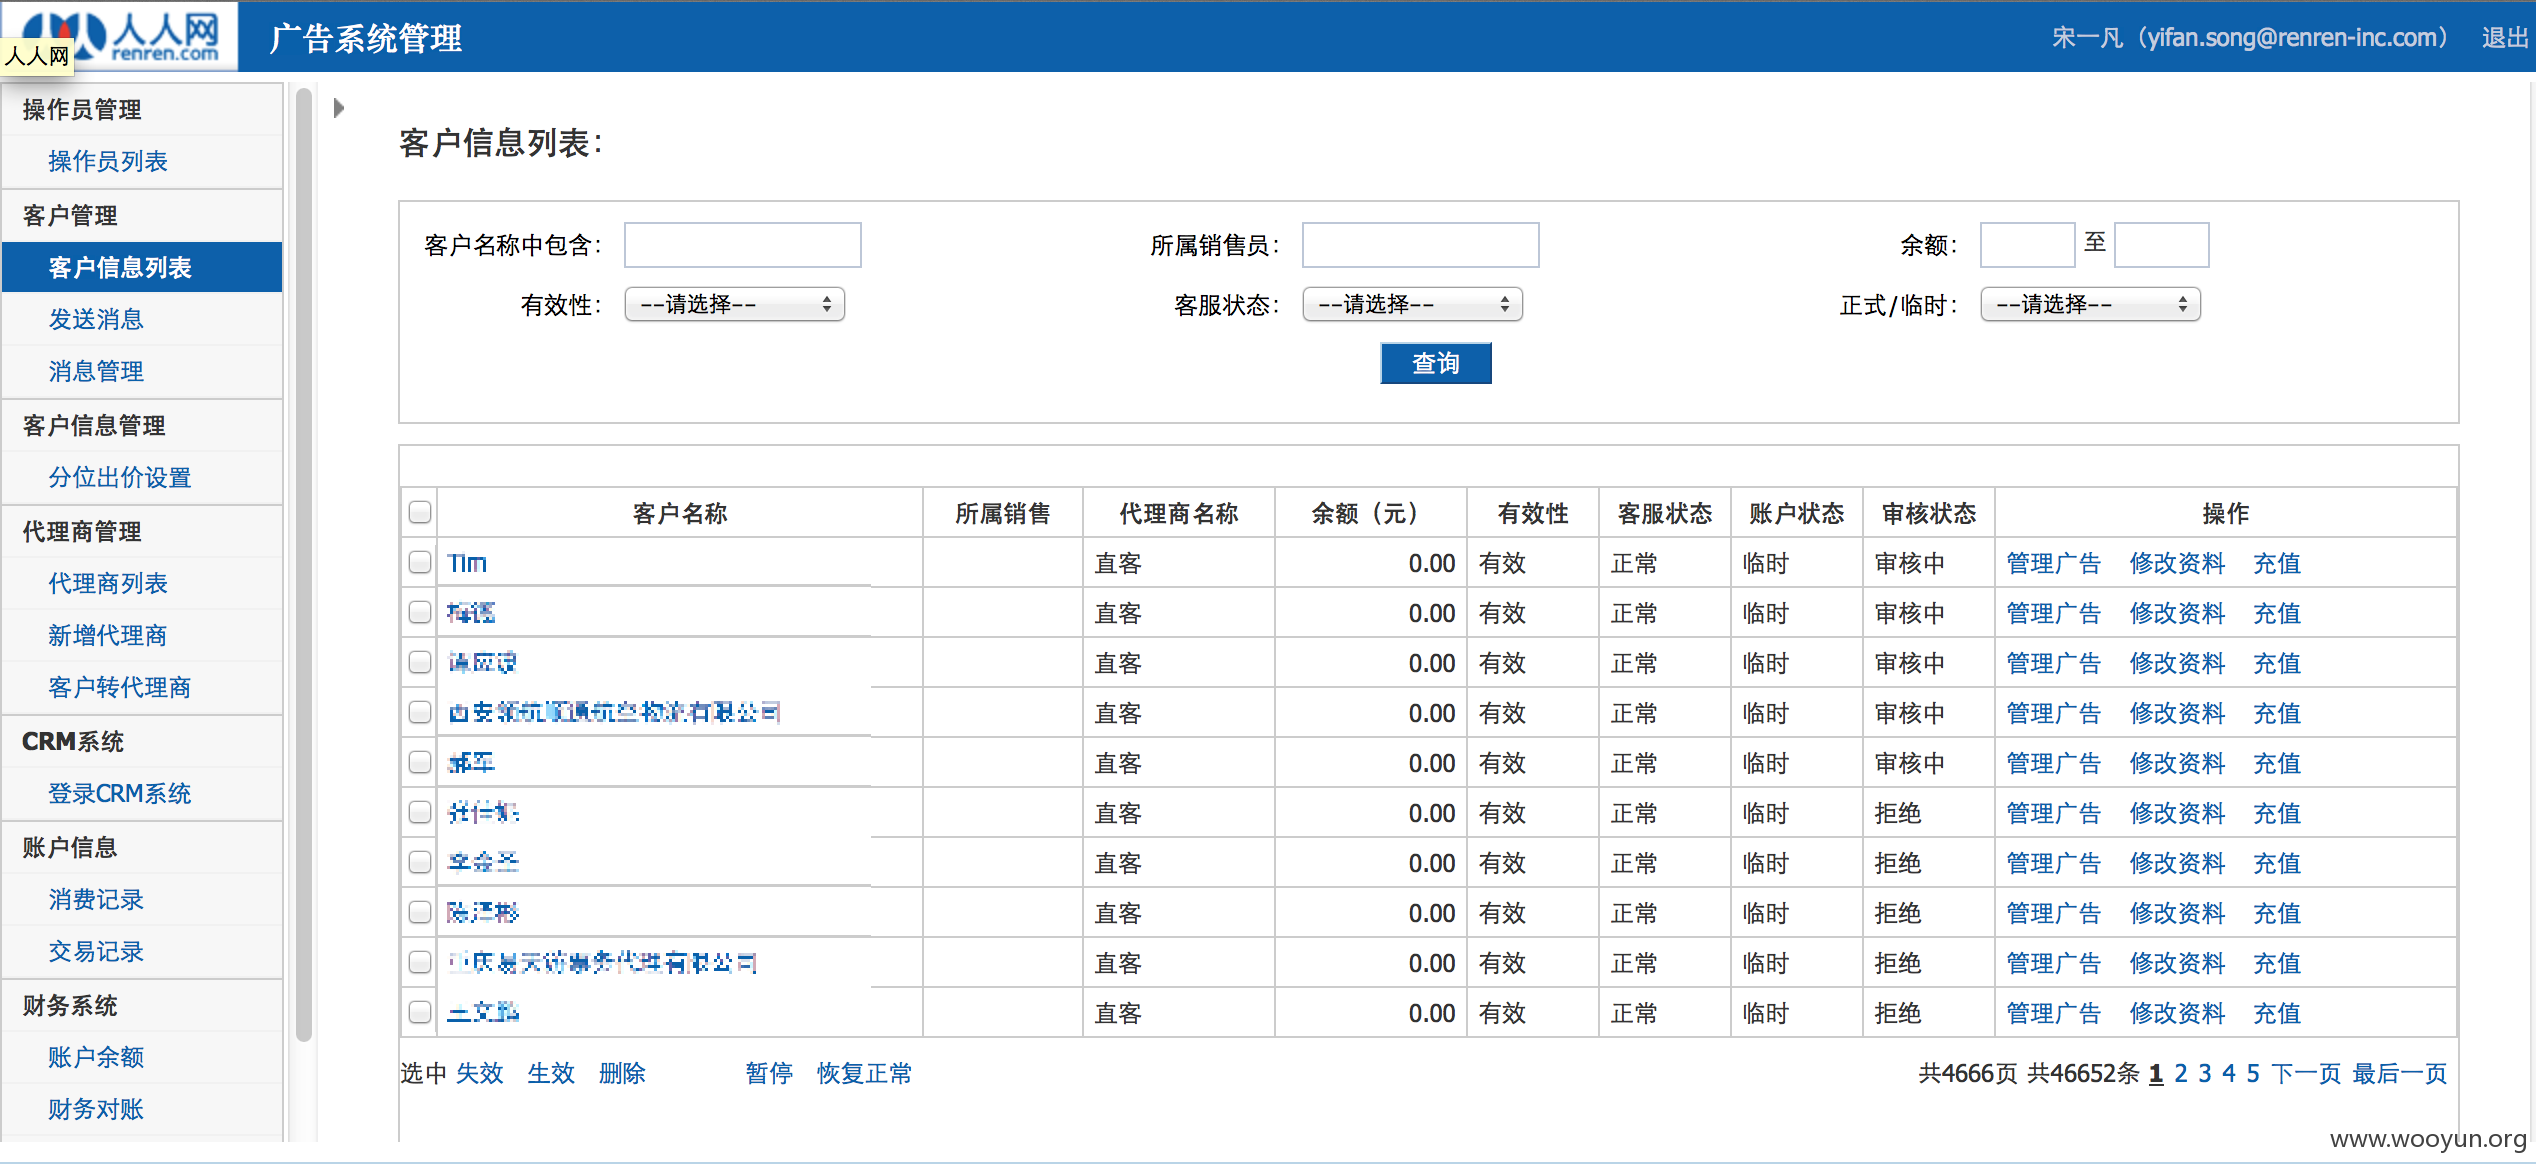 人人网
renren.com
人人网
广告系统管理
宋一凡（yifan.song@renren-inc.com） 退出
操作员管理
操作员列表
客户管理
客户信息列表
发送消息
消息管理
客户信息管理
分位出价设置
代理商管理
代理商列表
新增代理商
客户转代理商
CRM系统
登录CRM系统
账户信息
消费记录
交易记录
财务系统
账户余额
财务对账
客户信息列表：
客户名称中包含： 所属销售员： 余额： 至
有效性： --请选择-- 客服状态： --请选择-- 正式/临时： --请选择--
查询
客户名称 所属销售 代理商名称 余额（元） 有效性 客服状态 账户状态 审核状态 操作
Tim 直客 0.00 有效 正常 临时 审核中 管理广告 修改资料 充值
直客 0.00 有效 正常 临时 审核中 管理广告 修改资料 充值
直客 0.00 有效 正常 临时 审核中 管理广告 修改资料 充值
有限公司 直客 0.00 有效 正常 临时 审核中 管理广告 修改资料 充值
直客 0.00 有效 正常 临时 审核中 管理广告 修改资料 充值
直客 0.00 有效 正常 临时 拒绝 管理广告 修改资料 充值
直客 0.00 有效 正常 临时 拒绝 管理广告 修改资料 充值
直客 0.00 有效 正常 临时 拒绝 管理广告 修改资料 充值
有限公司 直客 0.00 有效 正常 临时 拒绝 管理广告 修改资料 充值
直客 0.00 有效 正常 临时 拒绝 管理广告 修改资料 充值
选中 失效 生效 删除 暂停 恢复正常
共4666页 共46652条 1 2 3 4 5 下一页 最后一页
www.wooyun.org